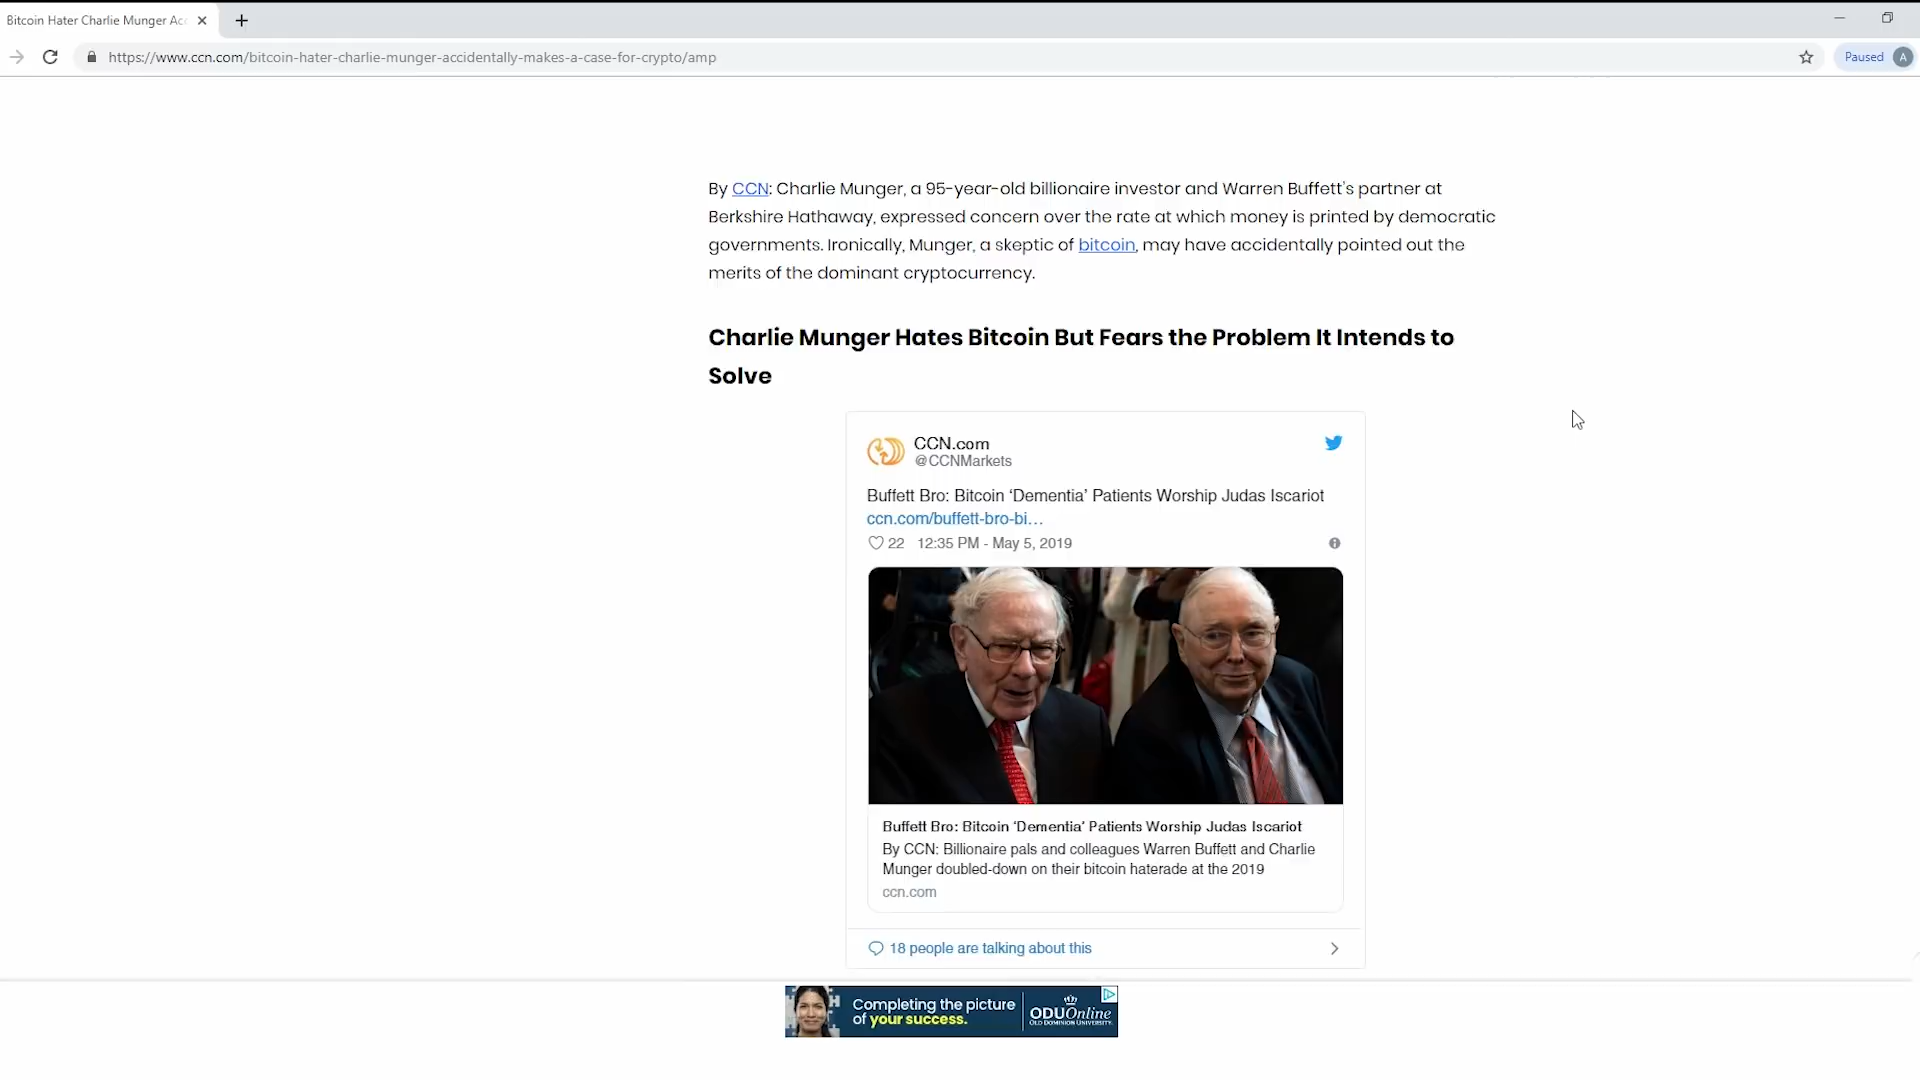 Bitcoin Hater Charlie Munger Acc
https://www.ccn.com/bitcoin-hater-charlie-munger-accidentally-makes-a-case-for-crypto/amp
Paused A
By CCN: Charlie Munger, a 95-year-old billionaire investor and Warren Buffett's partner at
Berkshire Hathaway, expressed concern over the rate at which money is printed by democratic
governments. Ironically, Munger, a skeptic of bitcoin, may have accidentally pointed out the
merits of the dominant cryptocurrency.
Charlie Munger Hates Bitcoin But Fears the Problem It Intends to
Solve
CCN.com
@CCNMarkets
Buffett Bro: Bitcoin ‘Dementia’ Patients Worship Judas Iscariot
ccn.com/buffett-bro-bi…
22 12:35 PM - May 5, 2019
Buffett Bro: Bitcoin ‘Dementia’ Patients Worship Judas Iscariot
By CCN: Billionaire pals and colleagues Warren Buffett and Charlie
Munger doubled-down on their bitcoin haterade at the 2019
ccn.com
18 people are talking about this
Completing the picture
of your success.
ODUOnline
OLD DOMINION UNIVERSITY